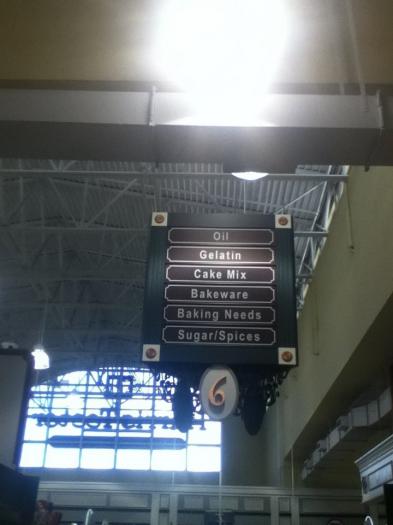 Oil
Gelatin
Cake Mix
Bakeware
Baking Needs
Sugar/Spices
6